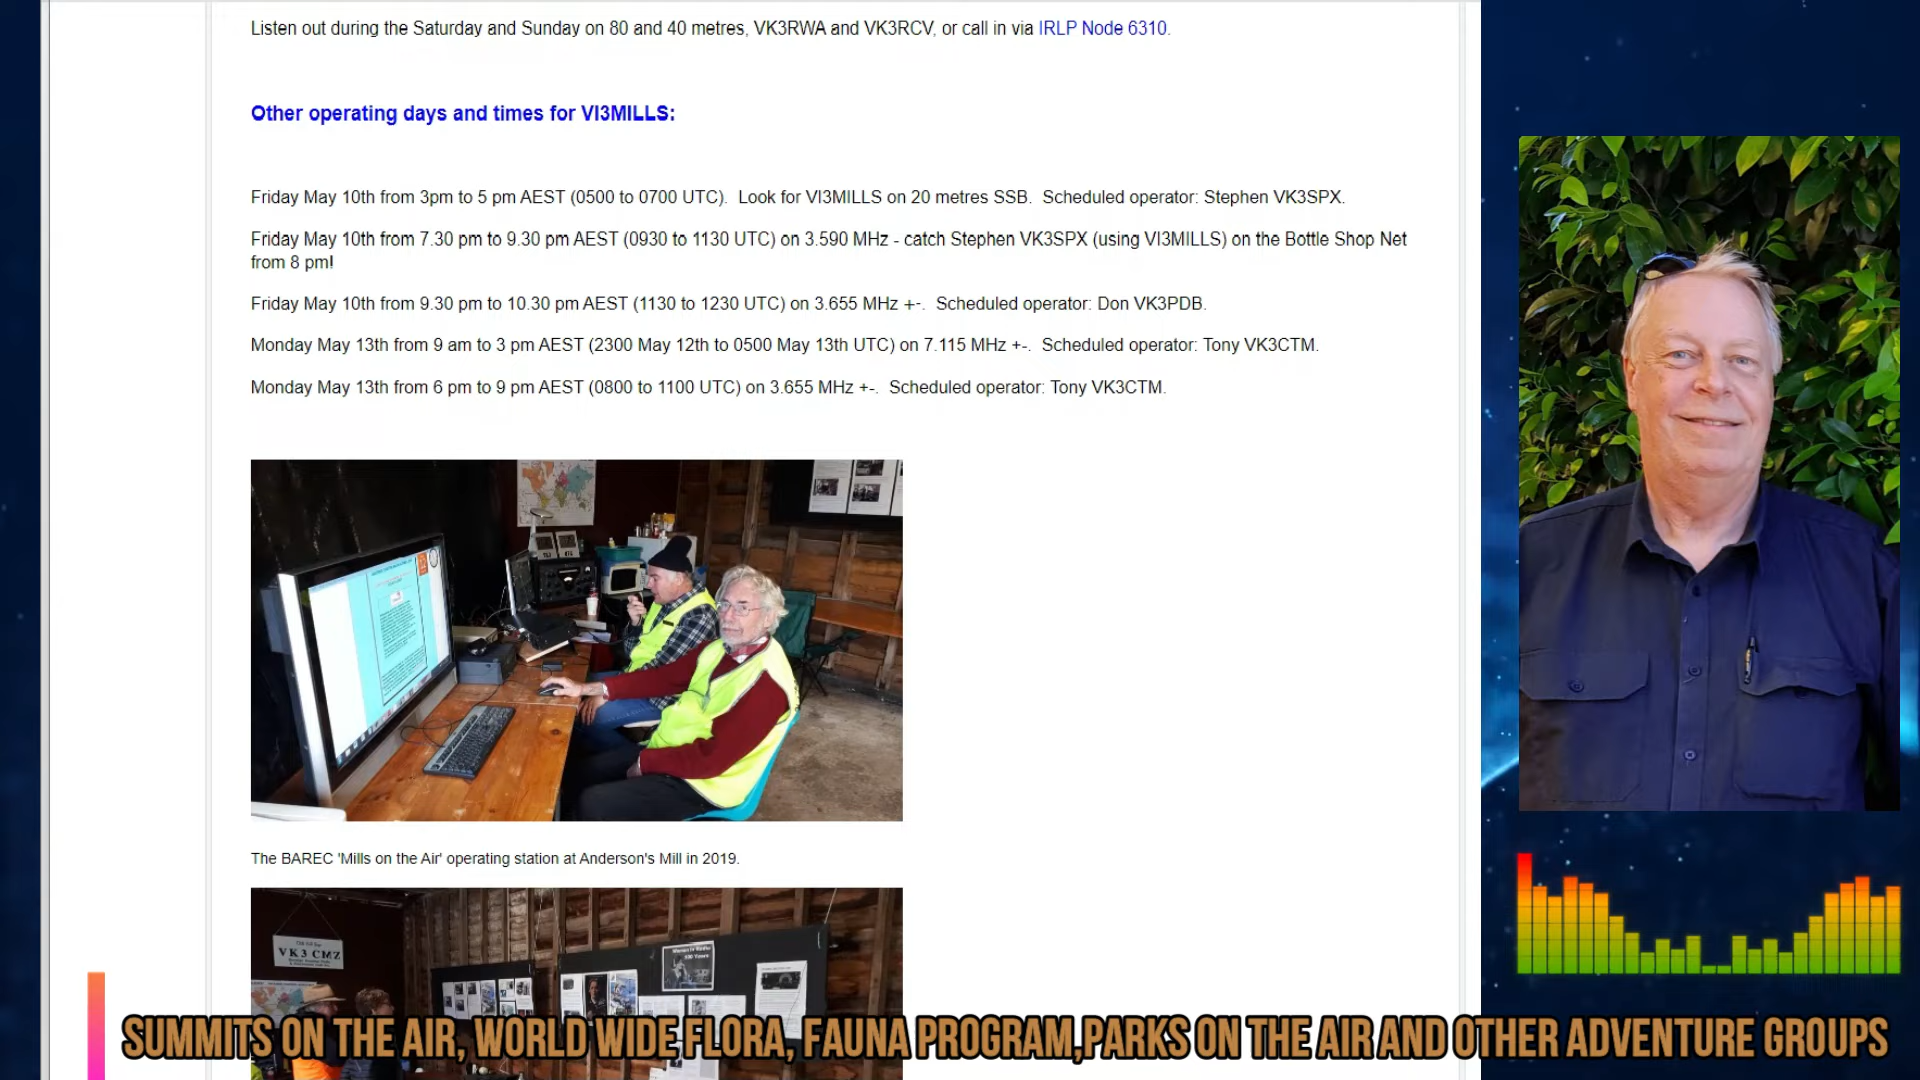 Listen out during the Saturday and Sunday on 80 and 40 metres, VK3RWA and VK3RCV, or call in via IRLP Node 6310.
Other operating days and times for VI3MILLS:
Friday May 10th from 3pm to 5 pm AEST (0500 to 0700 UTC).  Look for VI3MILLS on 20 metres SSB.  Scheduled operator: Stephen VK3SPX.
Friday May 10th from 7.30 pm to 9.30 pm AEST (0930 to 1130 UTC) on 3.590 MHz - catch Stephen VK3SPX (using VI3MILLS) on the Bottle Shop Net
from 8 pm!
Friday May 10th from 9.30 pm to 10.30 pm AEST (1130 to 1230 UTC) on 3.655 MHz +-.  Scheduled operator: Don VK3PDB.
Monday May 13th from 9 am to 3 pm AEST (2300 May 12th to 0500 May 13th UTC) on 7.115 MHz +-.  Scheduled operator: Tony VK3CTM.
Monday May 13th from 6 pm to 9 pm AEST (0800 to 1100 UTC) on 3.655 MHz +-.  Scheduled operator: Tony VK3CTM.
The BAREC 'Mills on the Air' operating station at Anderson's Mill in 2019.
VK3 CMZ
SUMMITS ON THE AIR, WORLD WIDE FLORA, FAUNA PROGRAM,PARKS ON THE AIR AND OTHER ADVENTURE GROUPS